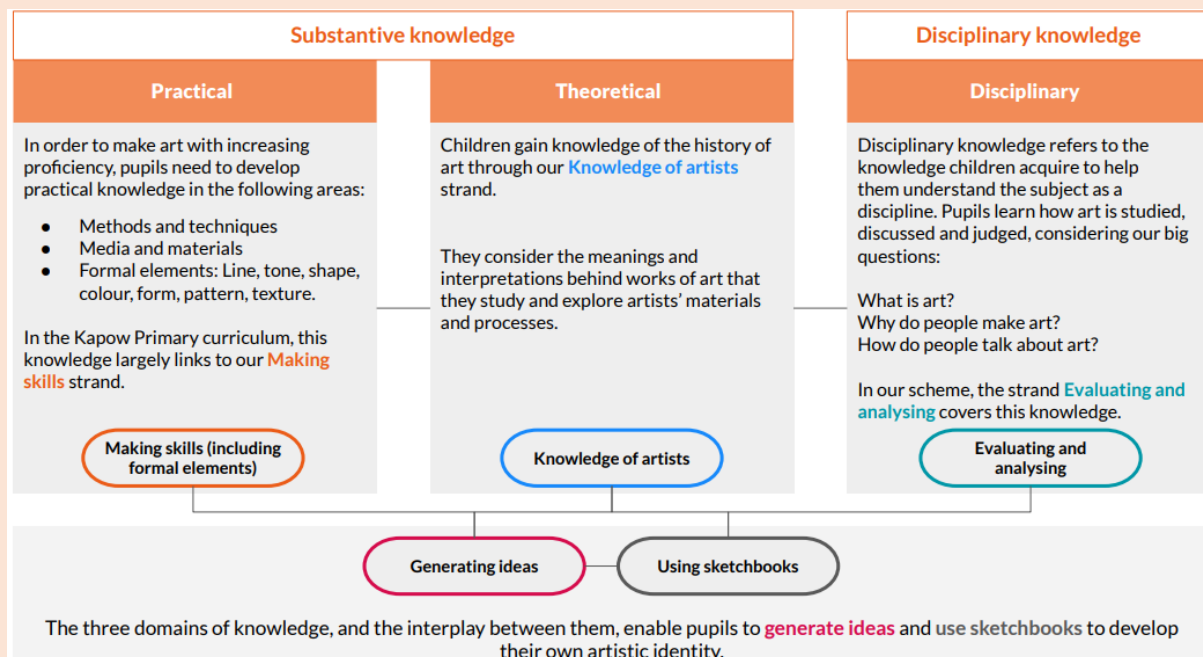 Substantive knowledge
Disciplinary knowledge
Practical
Theoretical
Disciplinary
In order to make art with increasing
proficiency, pupils need to develop
practical knowledge in the following areas:
● Methods and techniques
● Media and materials
● Formal elements: Line, tone, shape,
colour, form, pattern, texture.
In the Kapow Primary curriculum, this
knowledge largely links to our Making
skills strand.
Making skills (including
formal elements)
Children gain knowledge of the history of
art through our Knowledge of artists
strand.
They consider the meanings and
interpretations behind works of art that
they study and explore artists’ materials
and processes.
Knowledge of artists
Disciplinary knowledge refers to the
knowledge children acquire to help
them understand the subject as a
discipline. Pupils learn how art is studied,
discussed and judged, considering our big
questions:
What is art?
Why do people make art?
How do people talk about art?
In our scheme, the strand Evaluating and
analysing covers this knowledge.
Evaluating and
analysing
Generating ideas
Using sketchbooks
The three domains of knowledge, and the interplay between them, enable pupils to generate ideas and use sketchbooks to develop
their own artistic identity.